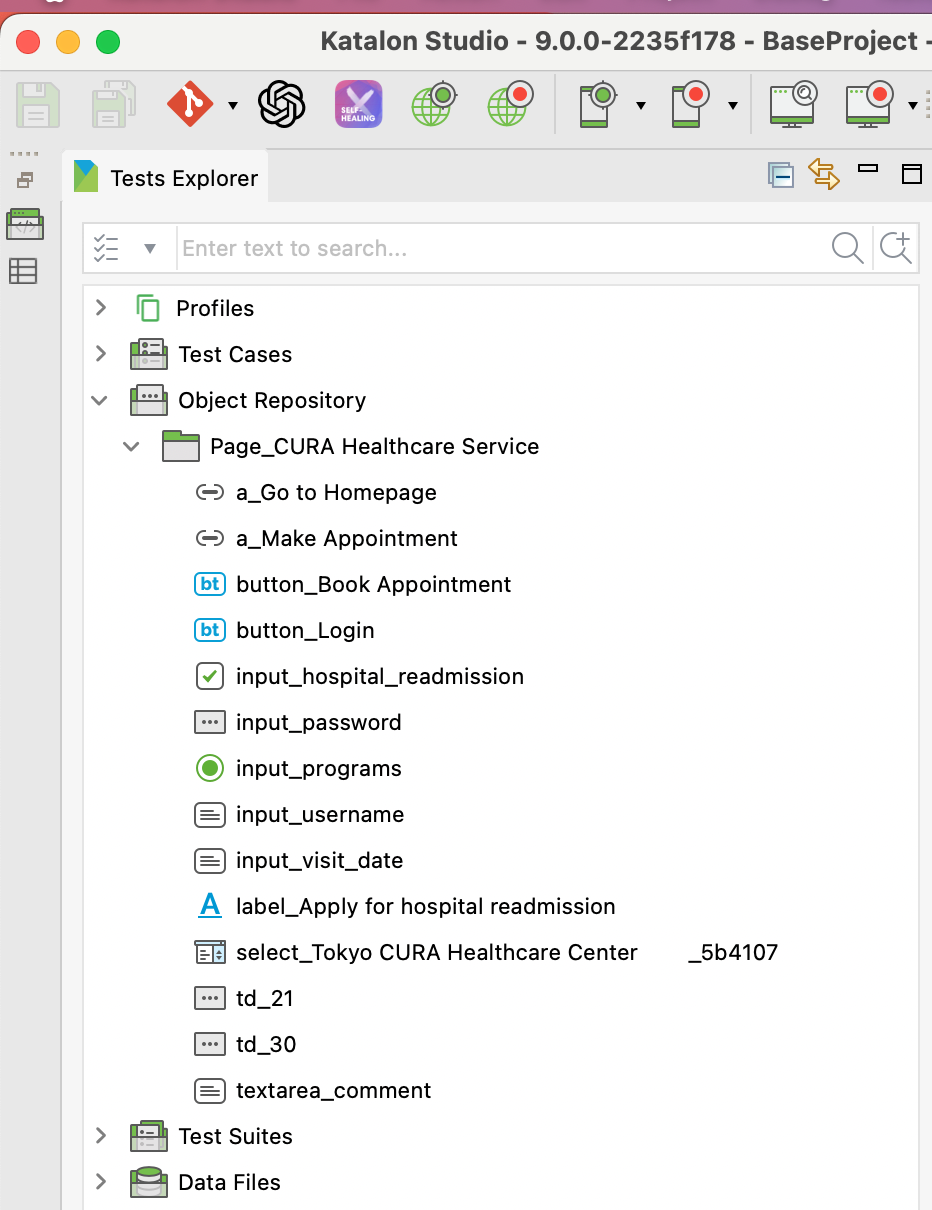 Katalon Studio - 9.0.0-2235f178 - BaseProject -
SELF-
HEALING
Tests Explorer
Enter text to search...
Profiles
Test Cases
Object Repository
Page_CURA Healthcare Service
a_Go to Homepage
a_Make Appointment
bt button_Book Appointment
bt button_Login
input_hospital_readmission
input_password
input_programs
input_username
input_visit_date
A label_Apply for hospital readmission
select_Tokyo CURA Healthcare Center _5b4107
td_21
td_30
textarea_comment
Test Suites
Data Files